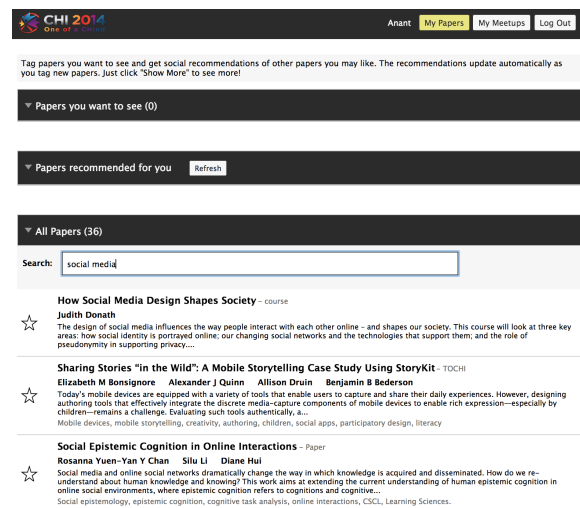 CHI 2014
One of a CHInd
Anant My Papers My Meetups Log Out
Tag papers you want to see and get social recommendations of other papers you may like. The recommendations update automatically as
you tag new papers. Just click "Show More" to see more!
Papers you want to see (0)
Papers recommended for you Refresh
All Papers (36)
Search: social media
How Social Media Design Shapes Society - course
Judith Donath
The design of social media influences the way people interact with each other online - and shapes our society. This course will look at three key
areas: how social identity is portrayed online; our changing social networks and the technologies that support them; and the role of
pseudonymity in supporting privacy....
Sharing Stories "in the Wild": A Mobile Storytelling Case Study Using StoryKit - TOCHI
Elizabeth M Bonsignore Alexander J Quinn Allison Druin Benjamin B Bederson
Today's mobile devices are equipped with a variety of tools that enable users to capture and share their daily experiences. However, designing
authoring tools that effectively integrate the discrete media-capture components of mobile devices to enable rich expression—especially by
children—remains a challenge. Evaluating such tools authentically, a...
Mobile devices, mobile storytelling, creativity, authoring, children, social apps, participatory design, literacy
Social Epistemic Cognition in Online Interactions - Paper
Rosanna Yuen-Yan Y Chan Silu Li Diane Hui
Social media and online social networks dramatically change the way in which knowledge is acquired and disseminated. How do we re-
understand about human knowledge and knowing? This work aims at extending the current understanding of human epistemic cognition in
online social environments, where epistemic cognition refers to cognitions and cognitive...
Social epistemology, epistemic cognition, cognitive task analysis, online interactions, CSCL, Learning Sciences.